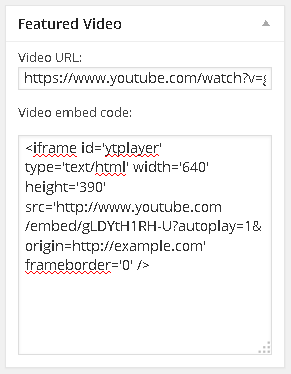 Featured Video
Video URL:
https://www.youtube.com/watch?v=g
Video embed code:
<iframe id='ytplayer'
type='text/html' width='640'
height='390'
src='http://www.youtube.com
/embed/gLDYtH1RH-U?autoplay=1&
origin=http://example.com'
frameborder='0' />